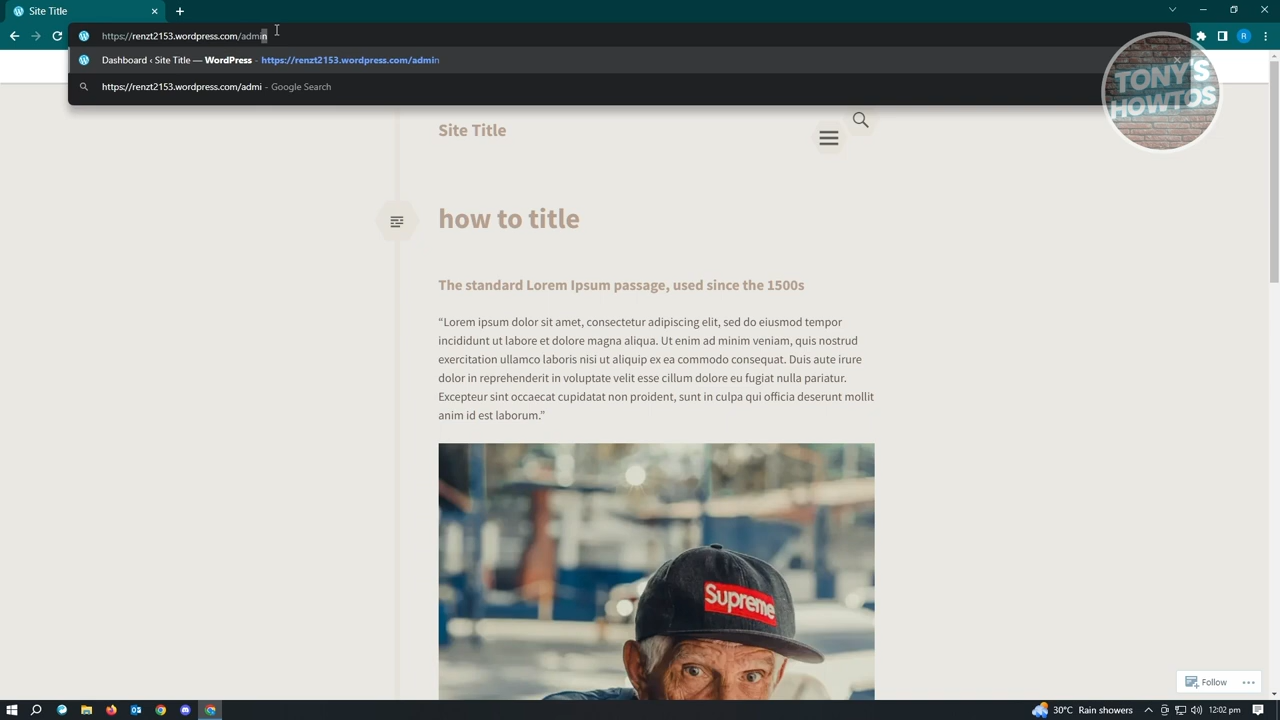 Site Title
https://renzt2153.wordpress.com/admin
Dashboard ‹ Site Title — WordPress - https://renzt2153.wordpress.com/admin
https://renzt2153.wordpress.com/admi - Google Search
R
TONY'S
HOWTOS
Site Title
how to title
The standard Lorem Ipsum passage, used since the 1500s
“Lorem ipsum dolor sit amet, consectetur adipiscing elit, sed do eiusmod tempor
incididunt ut labore et dolore magna aliqua. Ut enim ad minim veniam, quis nostrud
exercitation ullamco laboris nisi ut aliquip ex ea commodo consequat. Duis aute irure
dolor in reprehenderit in voluptate velit esse cillum dolore eu fugiat nulla pariatur.
Excepteur sint occaecat cupidatat non proident, sunt in culpa qui officia deserunt mollit
anim id est laborum.”
Supreme
Follow
30°C Rain showers
12:02 pm